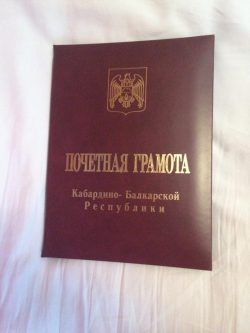 ПОЧЕТНАЯ ГРАМОТА
Кабардино- Балкарской
Республики